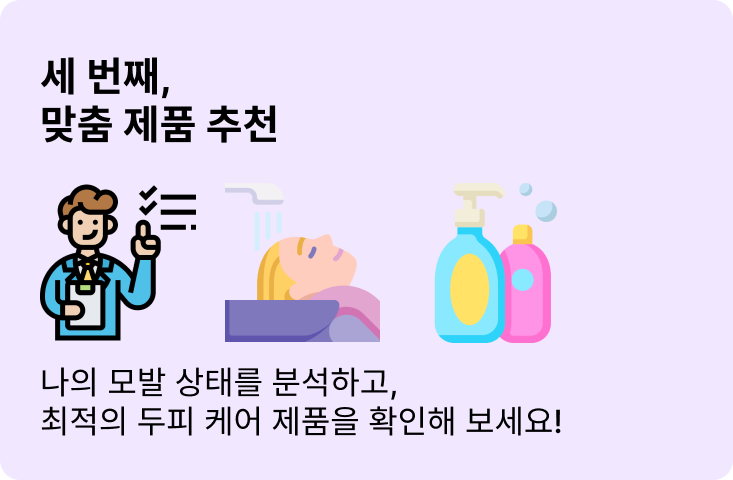 세 번째,
맞춤 제품 추천
나의 모발 상태를 분석하고,
최적의 두피 케어 제품을 확인해 보세요!